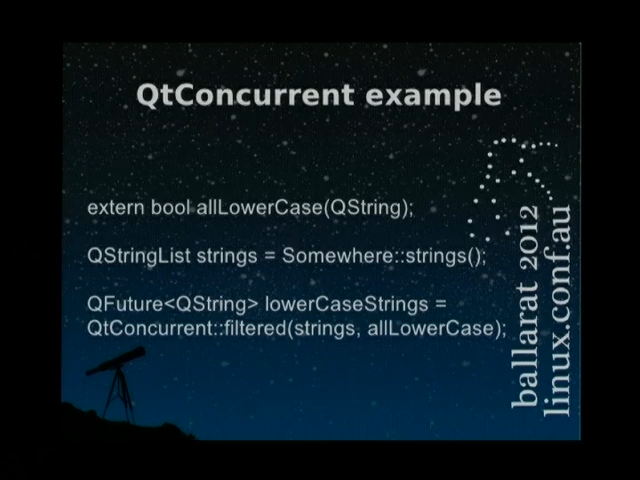 QtConcurrent example
extern bool allLowerCase(QString);
QStringList strings = Somewhere::strings();
QFuture<QString> lowerCaseStrings =
QtConcurrent::filtered(strings, allLowerCase);
ballarat 2012
linux.conf.au